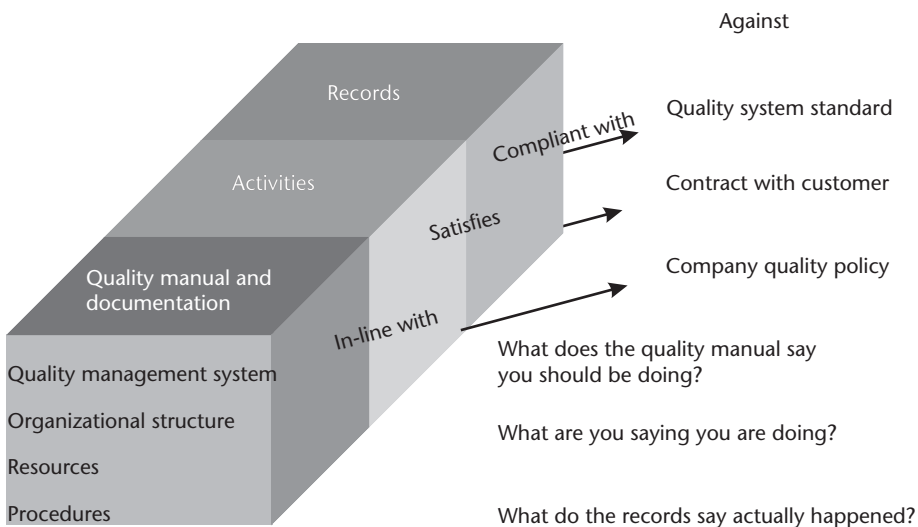 Against
Records
Compliant with
Quality system standard
Activities
Contract with customer
Satisfies
Quality manual and
documentation
Company quality policy
In-line with
Quality management system
Organizational structure
Resources
Procedures
What does the quality manual say
you should be doing?
What are you saying you are doing?
What do the records say actually happened?